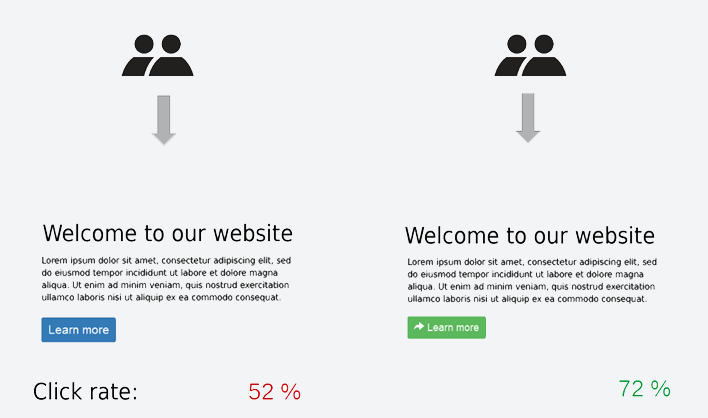 Welcome to our website
Lorem ipsum dolor sit amet, consectetur adipiscing elit, sed
do eiusmod tempor incididunt ut labore et dolore magna
aliqua. Ut enim ad minim veniam, quis nostrud exercitation
ullamco laboris nisi ut aliquip ex ea commodo consequat.
Learn more
Welcome to our website
Lorem ipsum dolor sit amet, consectetur adipiscing elit, sed
do eiusmod tempor incididunt ut labore et dolore magna
aliqua. Ut enim ad minim veniam, quis nostrud exercitation
ullamco laboris nisi ut aliquip ex ea commodo consequat.
Learn more
Click rate:
52 %
72 %